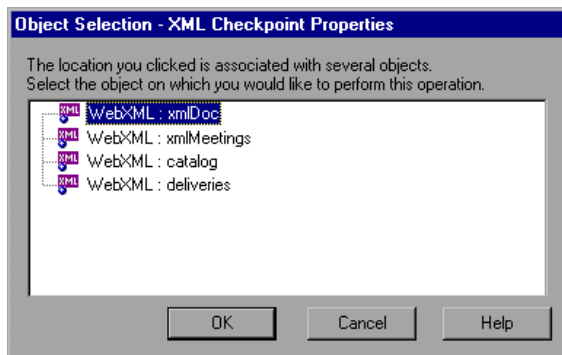 Object Selection - XML Checkpoint Properties
The location you clicked is associated with several objects.
Select the object on which you would like to perform this operation.
XML WebXML : xmlDoc
XML WebXML : xmlMeetings
XML WebXML : catalog
XML WebXML : deliveries
OK Cancel Help